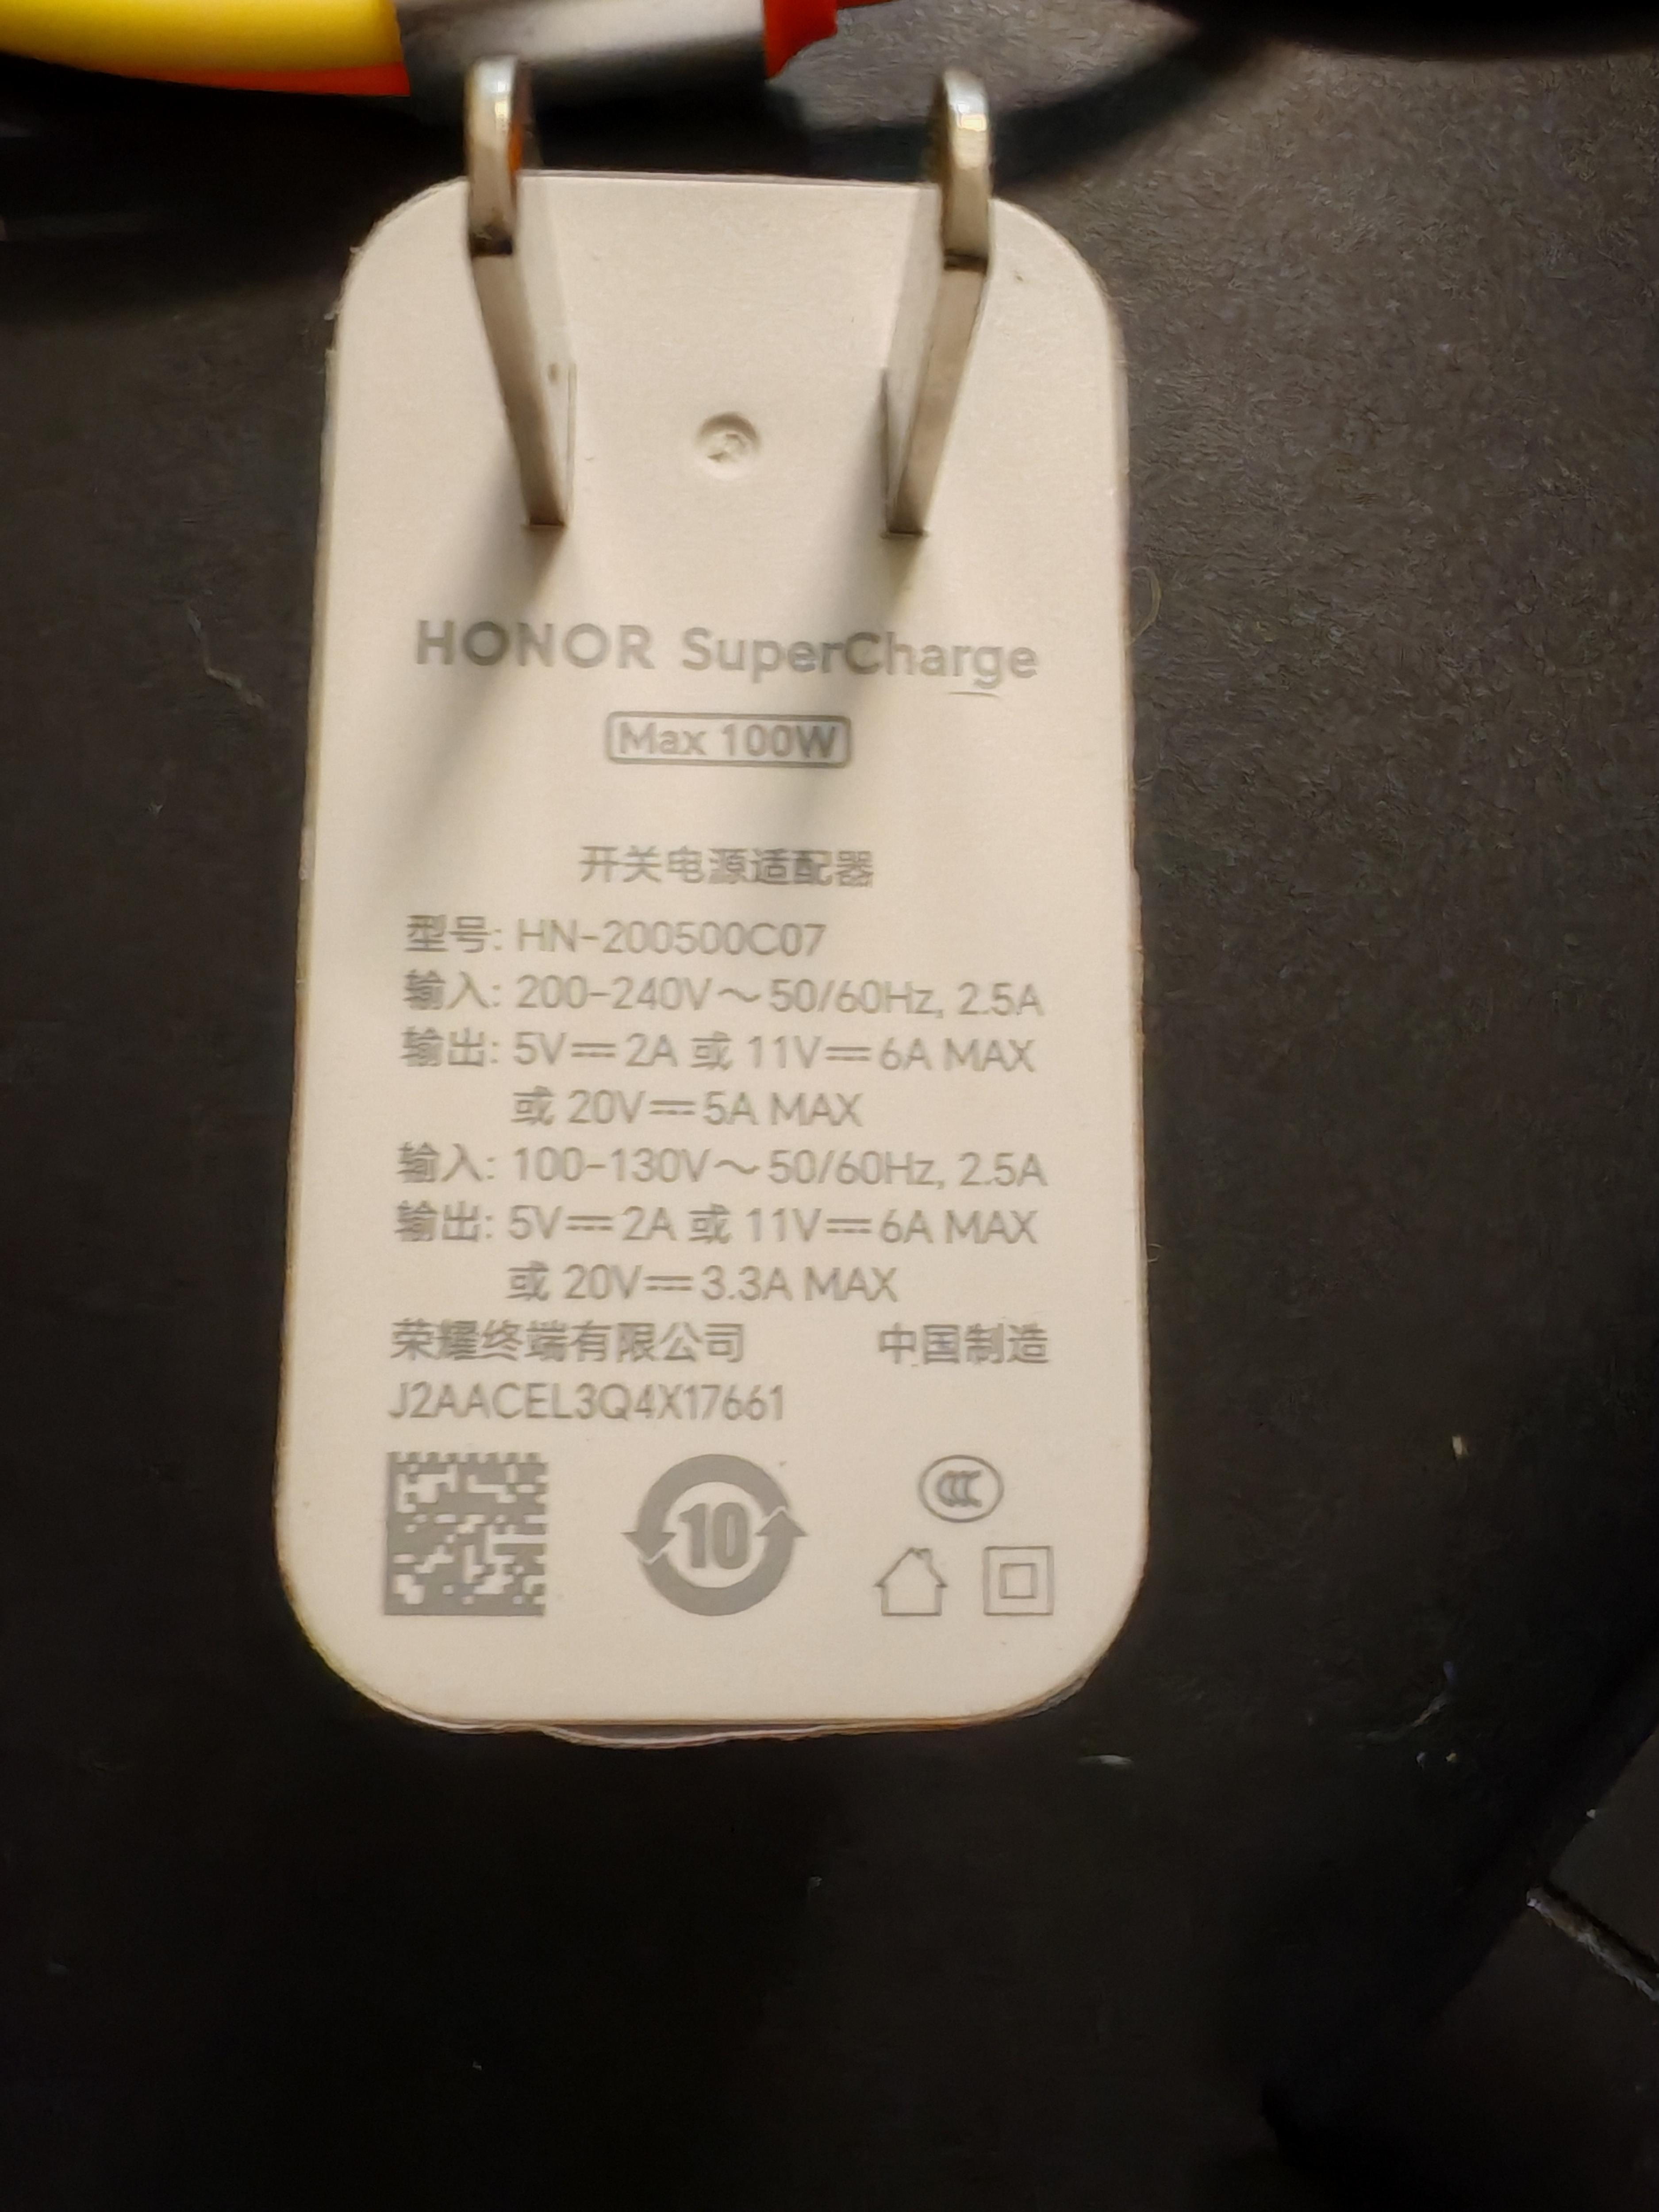 HONOR SuperCharge
Max 100W
开关电源适配器
型号: HN-200500C07
输入: 200-240V～50/60Hz, 2.5A
输出: 5V⎓2A 或 11V⎓6A MAX
或 20V⎓5A MAX
输入: 100-130V～50/60Hz, 2.5A
输出: 5V⎓2A 或 11V⎓6A MAX
或 20V⎓3.3A MAX
荣耀终端有限公司 中国制造
J2AACEL3Q4X17661
10
CCC